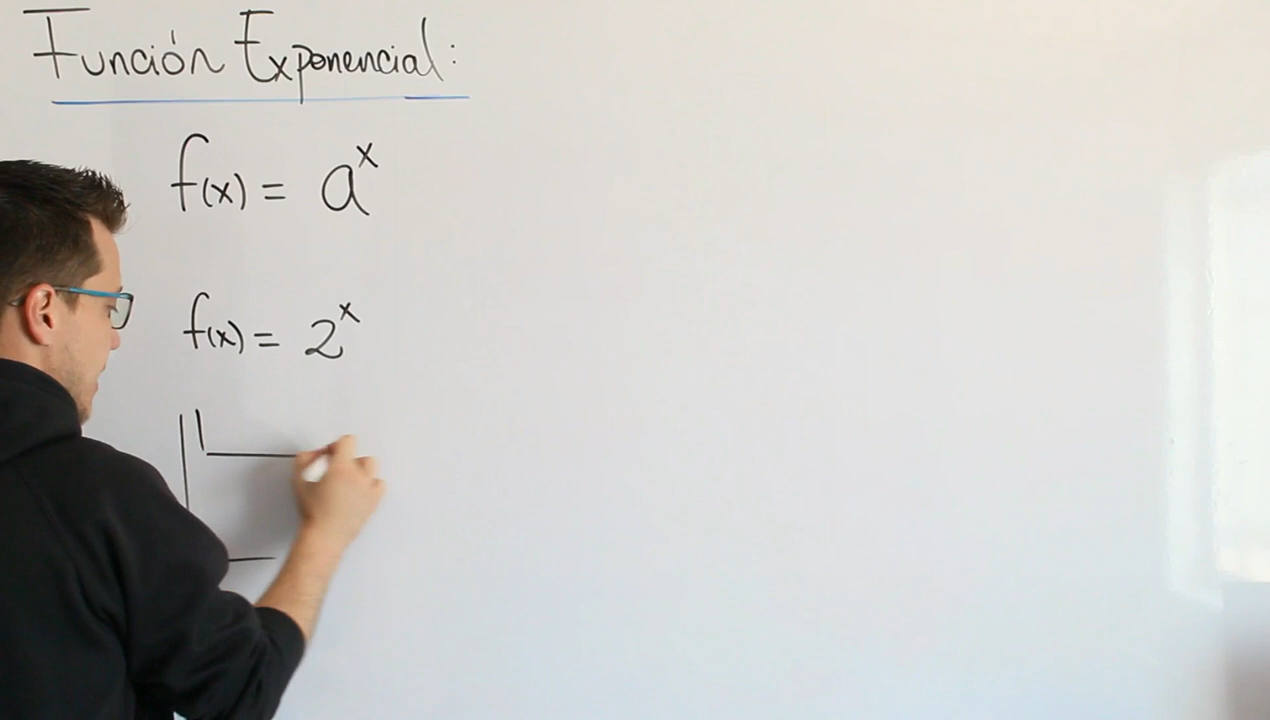 Función Exponencial:
f(x) = a^x
f(x) = 2^x